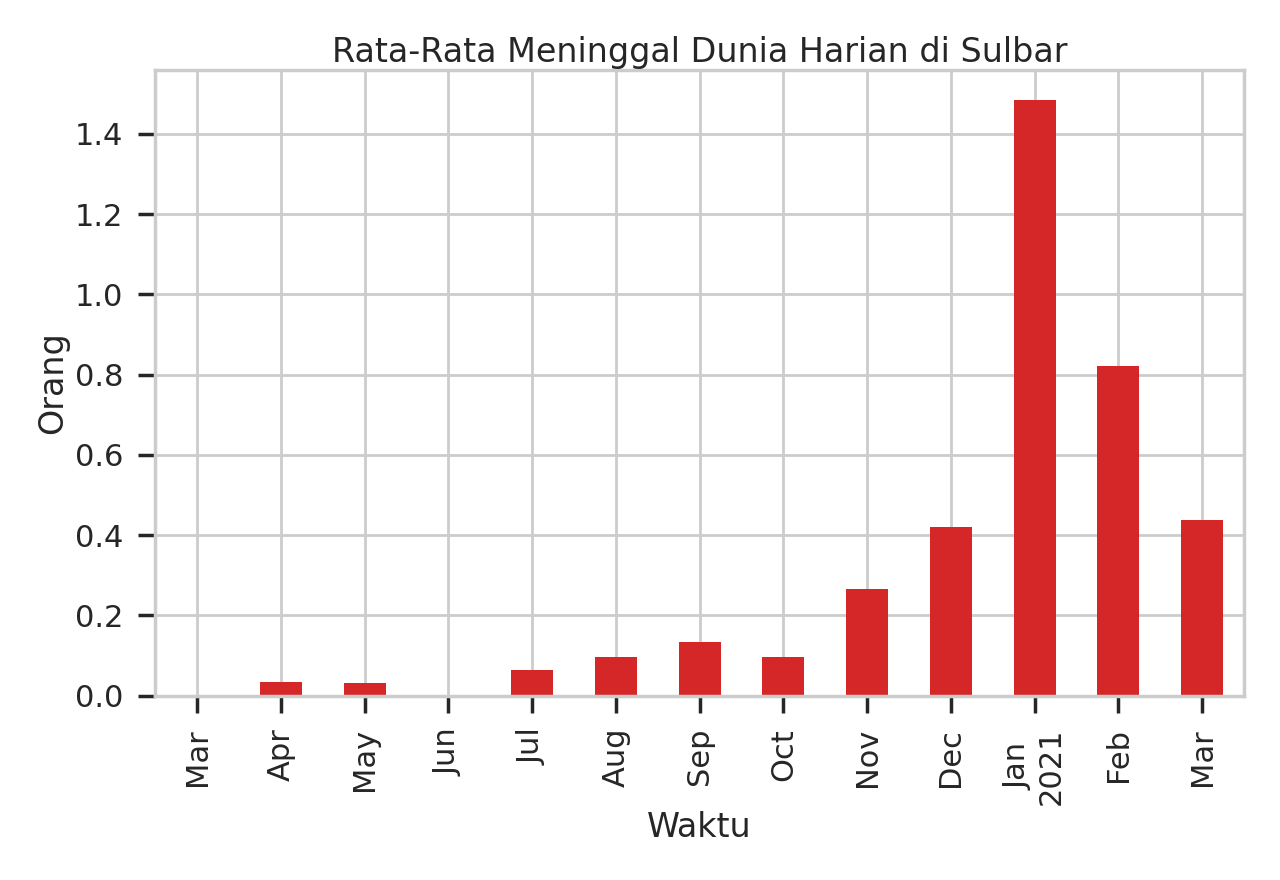 Rata-Rata Meninggal Dunia Harian di Sulbar
1.4
1.2
1.0
0.8
0.6
0.4
0.2
0.0
Orang
Mar
Apr
May
Jun
Jul
Aug
Sep
Oct
Nov
Dec
Jan
2021
Feb
Mar
Waktu